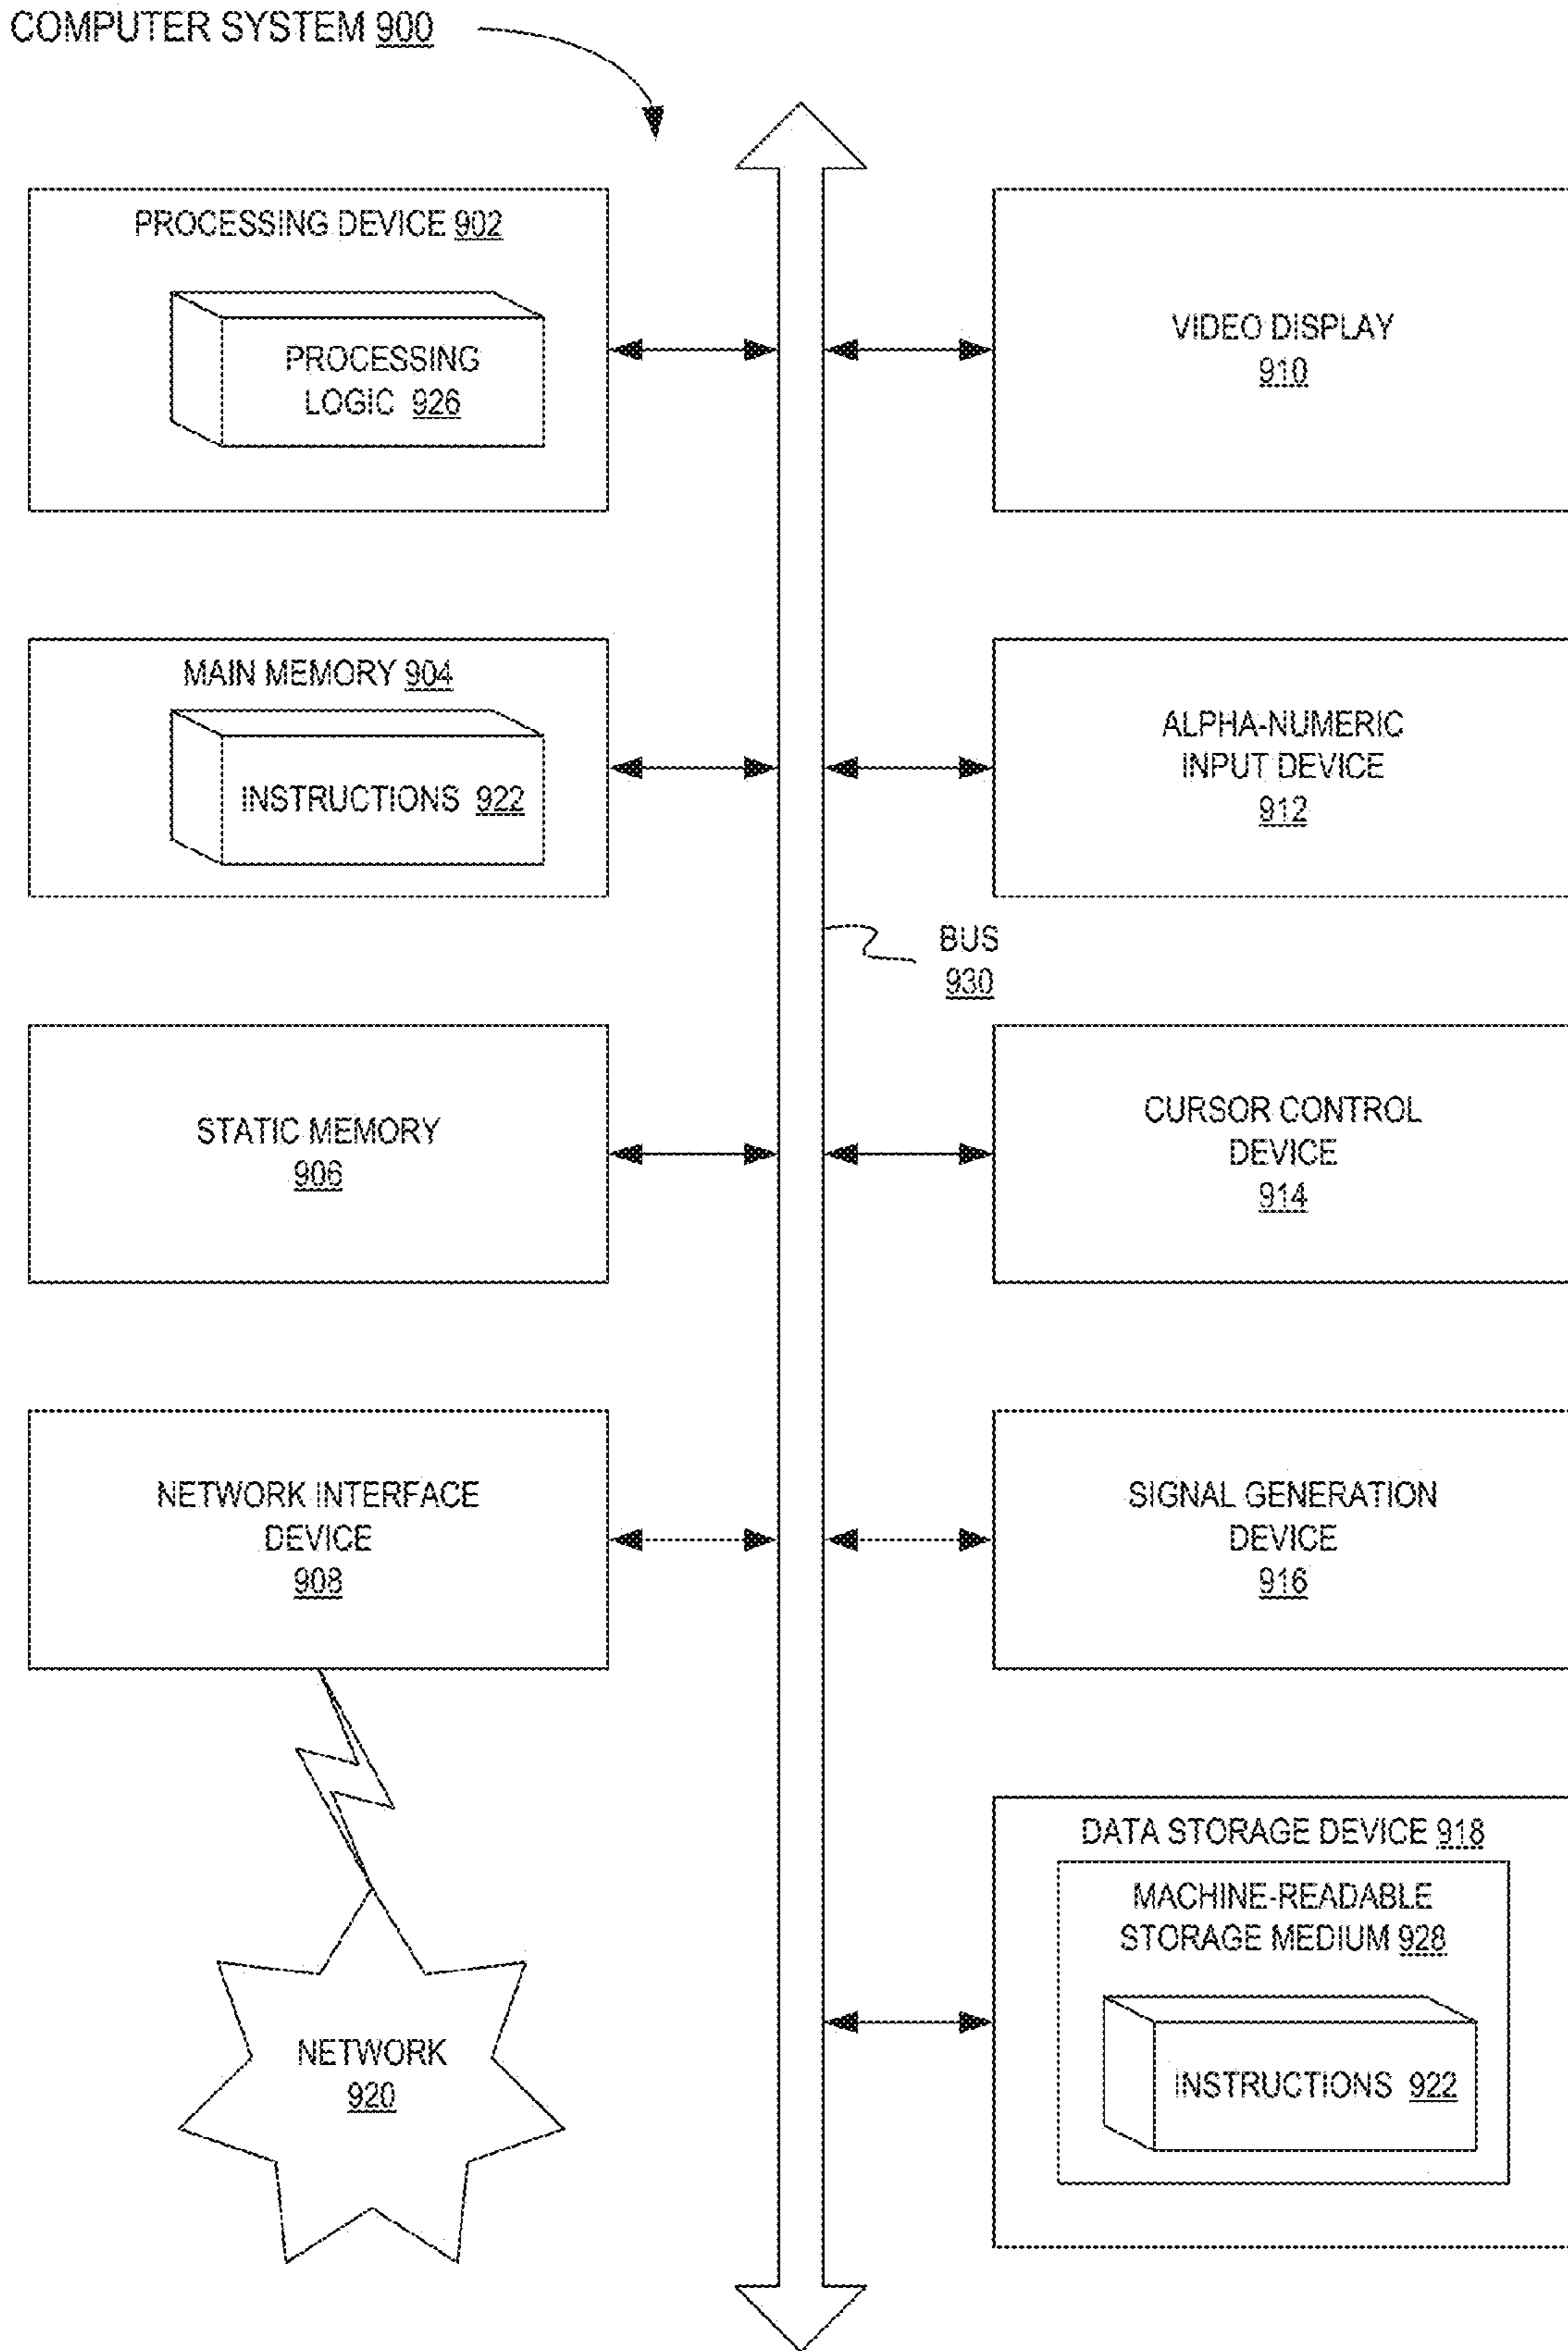 COMPUTER SYSTEM 900
PROCESSING DEVICE 902
PROCESSING
LOGIC 926
VIDEO DISPLAY
910
MAIN MEMORY 904
INSTRUCTIONS 922
ALPHA-NUMERIC
INPUT DEVICE
912
BUS
930
STATIC MEMORY
906
CURSOR CONTROL
DEVICE
914
NETWORK INTERFACE
DEVICE
908
SIGNAL GENERATION
DEVICE
916
DATA STORAGE DEVICE 918
MACHINE-READABLE
STORAGE MEDIUM 928
INSTRUCTIONS 922
NETWORK
920